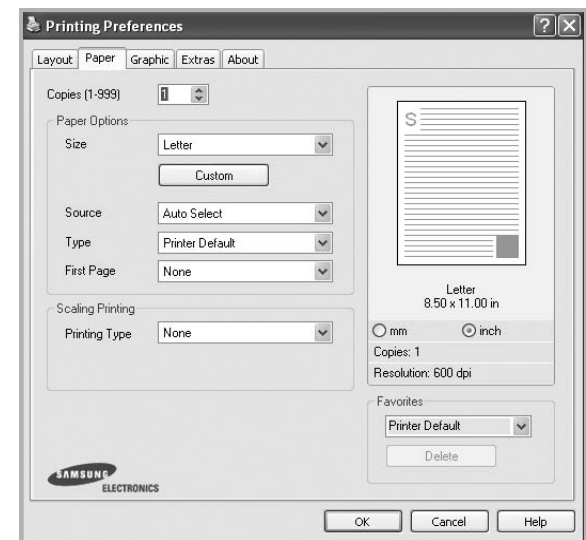 Printing Preferences
Layout Paper Graphic Extras About
Copies (1-999) 1
Paper Options
Size Letter
Custom
Source Auto Select
Type Printer Default
First Page None
Scaling Printing
Printing Type None
S
Letter
8.50 x 11.00 in
mm inch
Copies: 1
Resolution: 600 dpi
Favorites
Printer Default
Delete
SAMSUNG
ELECTRONICS
OK Cancel Help